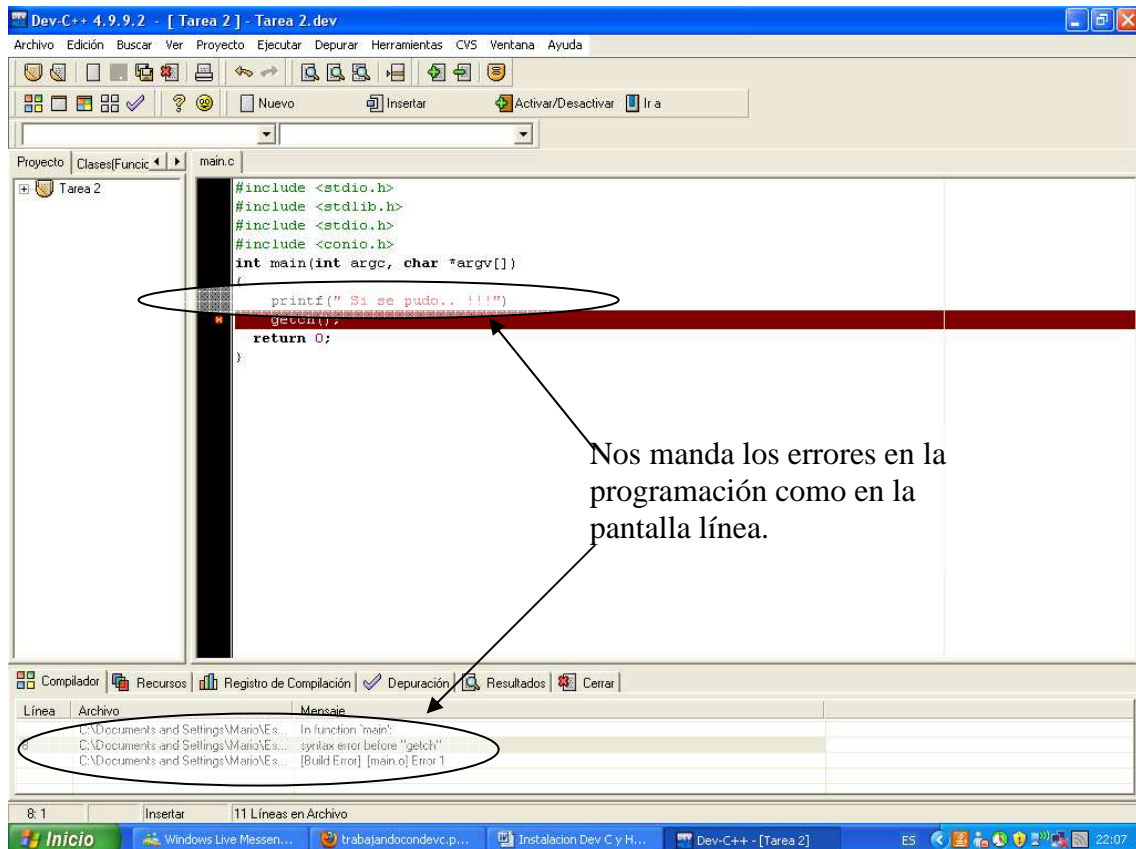 Dev-C++ 4.9.9.2 - [ Tarea 2 ] - Tarea 2.dev
Archivo Edición Buscar Ver Proyecto Ejecutar Depurar Herramientas CVS Ventana Ayuda
Nuevo Insertar Activar/Desactivar Ir a
Proyecto Clases(Funcic main.c
Tarea 2
#include <stdio.h>
#include <stdlib.h>
#include <stdio.h>
#include <conio.h>
int main(int argc, char *argv[])
{
printf(" Si se pudo.. !!!")
getch();
return 0;
}
Nos manda los errores en la
programación como en la
pantalla línea.
Compilador Recursos Registro de Compilación Depuración Resultados Cerrar
Línea Archivo Mensaje
C:\Documents and Settings\Mario\Es... In function `main':
8 C:\Documents and Settings\Mario\Es... syntax error before "getch"
C:\Documents and Settings\Mario\Es... [Build Error] [main.o] Error 1
8: 1 Insertar 11 Líneas en Archivo
Inicio Windows Live Messen... trabajandocondevc.p... Instalacion Dev C y H... Dev-C++ - [Tarea 2] ES 22:07